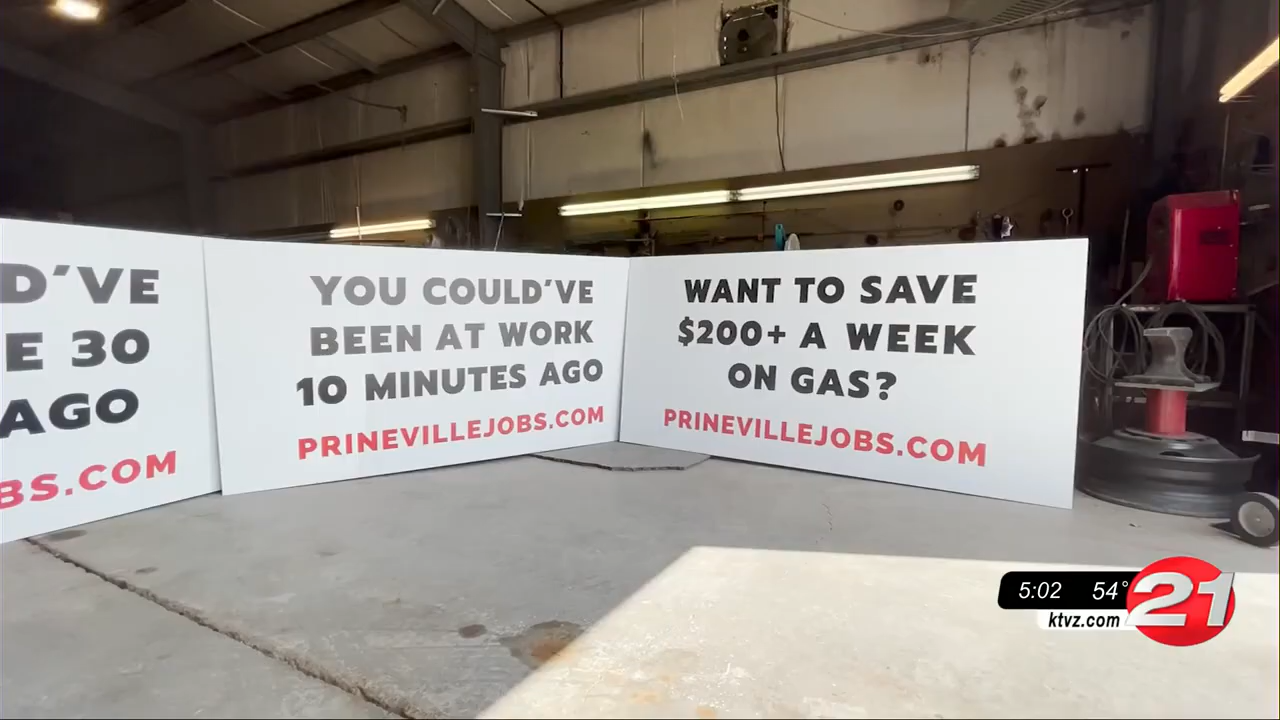 D'VE
E 30
AGO
BS.COM
YOU COULD'VE
BEEN AT WORK
10 MINUTES AGO
PRINEVILLEJOBS.COM
WANT TO SAVE
$200+ A WEEK
ON GAS?
PRINEVILLEJOBS.COM
5:02 54°
21
ktvz.com